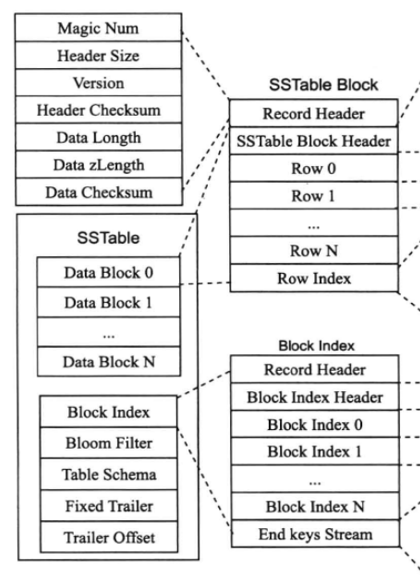 Magic Num
Header Size
Version
Header Checksum
Data Longth
Data zLength
Data Checksum
SSTable
Data Block 0
Data Block 1
...
Data Block N
Block Index
Bloom Filter
Table Schema
Fixed Trailer
Trailer Offset
SSTable Block
Record Header
SSTable Block Header
Row 0
Row 1
...
Row N
Row Index
Block Index
Record Header
Block Index Header
Block Index 0
Block Index 1
...
Block Index N
End keys Stream